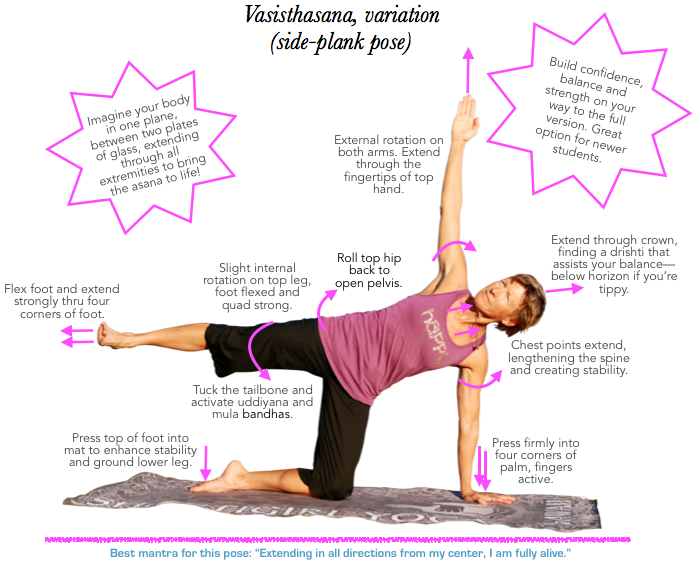 Vasisthasana, variation
(side-plank pose)
Imagine your body
in one plane,
between two plates
of glass, extending
through all
extremities to bring
the asana to life!
Build confidence,
balance and
strength on your
way to the full
version. Great
option for newer
students.
External rotation on
both arms. Extend
through the
fingertips of top
hand.
Extend through crown,
finding a drishti that
assists your balance—
below horizon if you're
tippy.
Roll top hip
back to
open pelvis.
Slight internal
rotation on top leg,
foot flexed and
quad strong.
Flex foot and extend
strongly thru four
corners of foot.
happy
Chest points extend,
lengthening the spine
and creating stability.
Tuck the tailbone and
activate uddiyana and
mula bandhas.
Press top of foot into
mat to enhance stability
and ground lower leg.
Press firmly into
four corners of
palm, fingers
active.
Best mantra for this pose: "Extending in all directions from my center, I am fully alive."